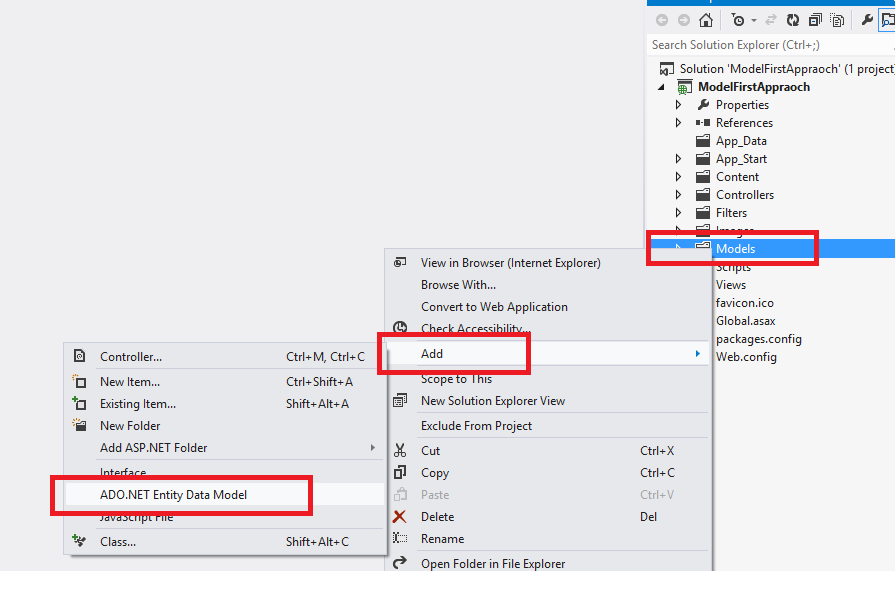 Search Solution Explorer (Ctrl+;)
Solution 'ModelFirstAppraoch' (1 project
ModelFirstAppraoch
Properties
References
App_Data
App_Start
Content
Controllers
Filters
Images
Models
Scripts
Views
favicon.ico
Global.asax
packages.config
Web.config
View in Browser (Internet Explorer)
Browse With...
Convert to Web Application
Check Accessibility...
Add
Scope to This
New Solution Explorer View
Exclude From Project
Cut Ctrl+X
Copy Ctrl+C
Paste Ctrl+V
Delete Del
Rename
Open Folder in File Explorer
Controller... Ctrl+M, Ctrl+C
New Item... Ctrl+Shift+A
Existing Item... Shift+Alt+A
New Folder
Add ASP.NET Folder
Interface
ADO.NET Entity Data Model
JavaScript File
Class... Shift+Alt+C